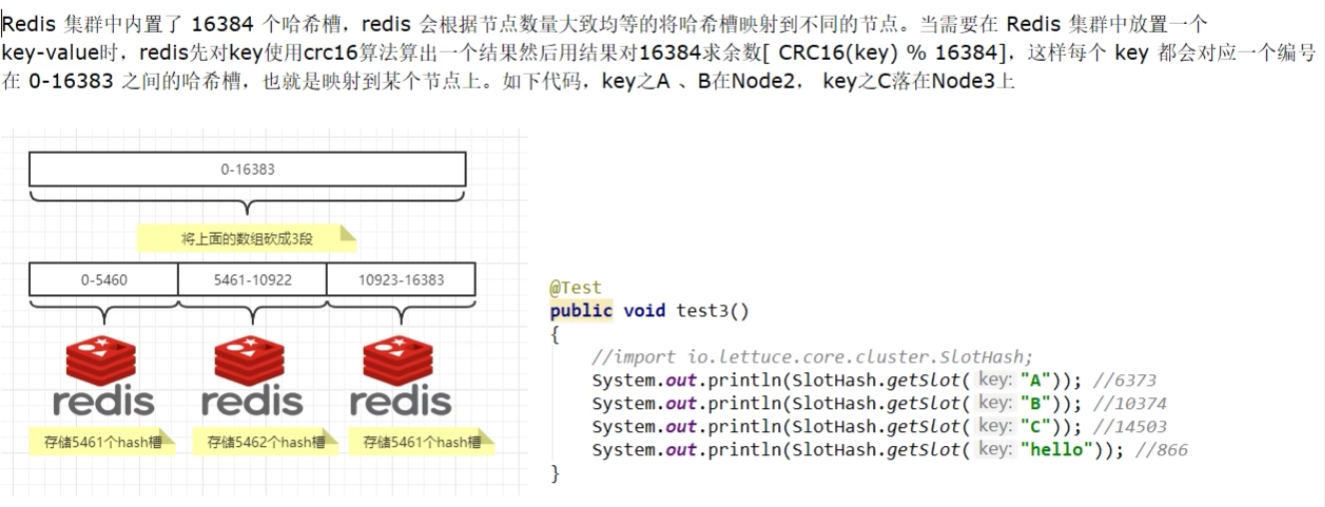 Redis 集群中内置了 16384 个哈希槽，redis 会根据节点数量大致均等的将哈希槽映射到不同的节点。当需要在 Redis 集群中放置一个
key-value时，redis先对key使用crc16算法算出一个结果然后用结果对16384求余数[ CRC16(key) % 16384]，这样每个 key 都会对应一个编号
在 0-16383 之间的哈希槽，也就是映射到某个节点上。如下代码，key之A 、B在Node2， key之C落在Node3上
0-16383
将上面的数组砍成3段
0-5460 5461-10922 10923-16383
redis redis redis
存储5461个hash槽 存储5462个hash槽 存储5461个hash槽
@Test
public void test3()
{
//import io.lettuce.core.cluster.SlotHash;
System.out.println(SlotHash.getSlot( key: "A")); //6373
System.out.println(SlotHash.getSlot( key: "B")); //10374
System.out.println(SlotHash.getSlot( key: "C")); //14503
System.out.println(SlotHash.getSlot( key: "hello")); //866
}